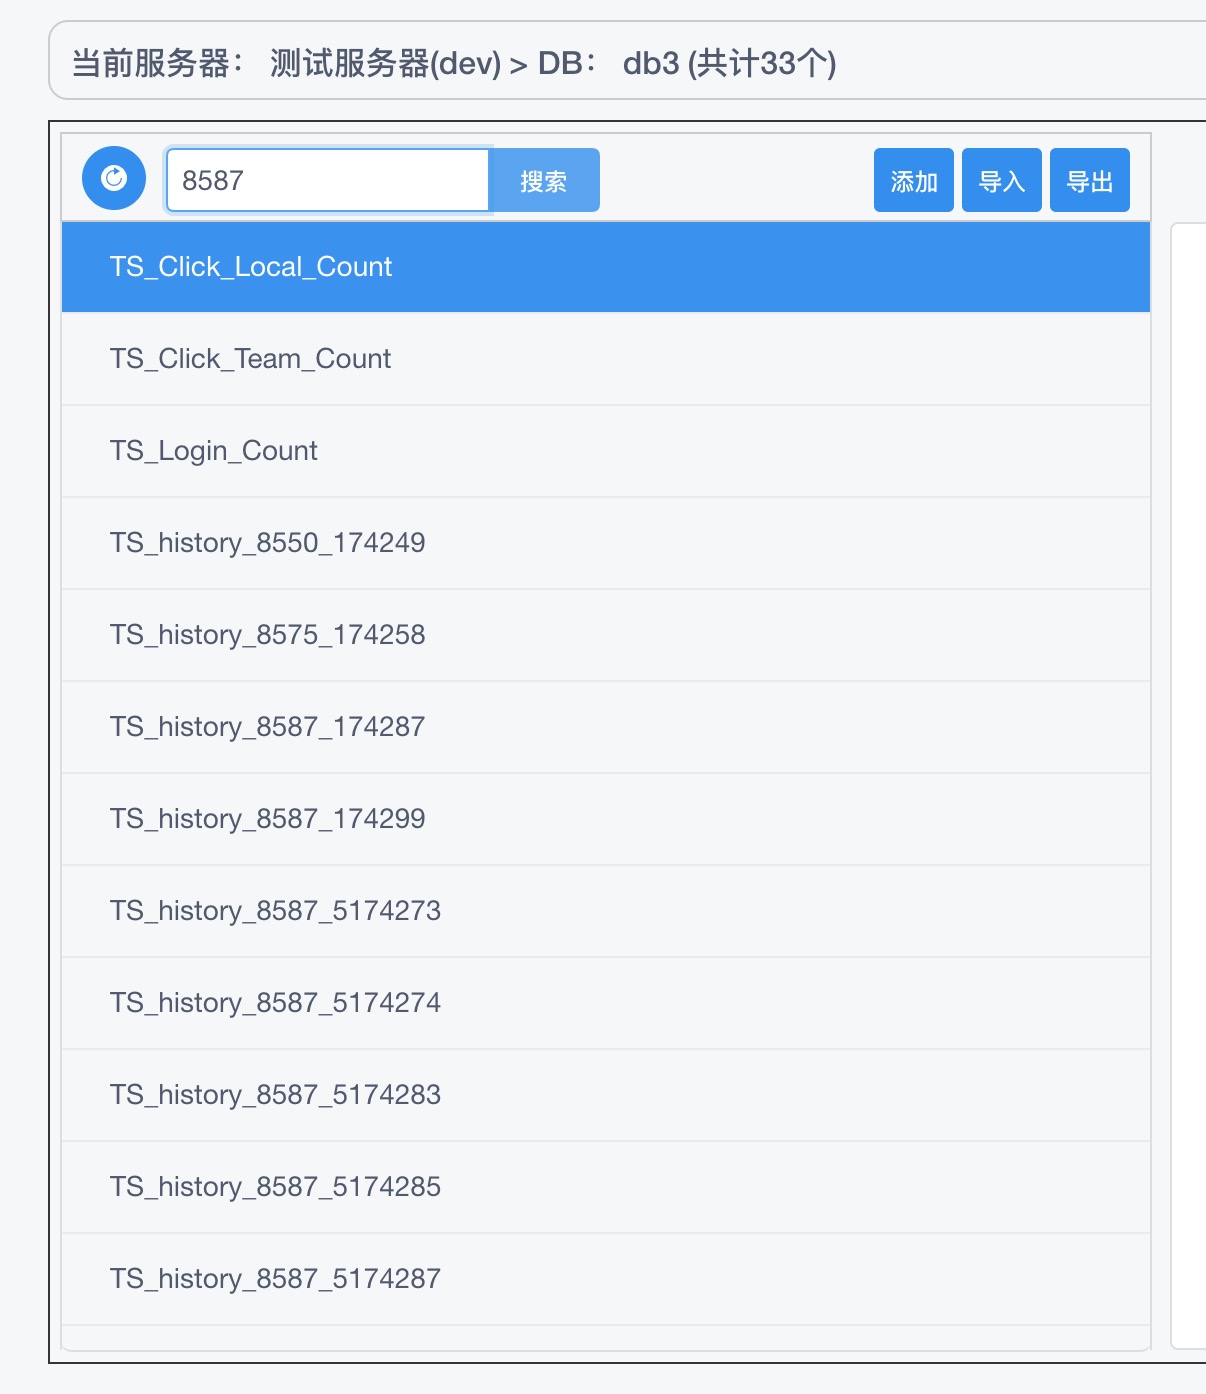 当前服务器： 测试服务器(dev) > DB： db3 (共计33个)
8587 搜索 添加 导入 导出
TS_Click_Local_Count
TS_Click_Team_Count
TS_Login_Count
TS_history_8550_174249
TS_history_8575_174258
TS_history_8587_174287
TS_history_8587_174299
TS_history_8587_5174273
TS_history_8587_5174274
TS_history_8587_5174283
TS_history_8587_5174285
TS_history_8587_5174287